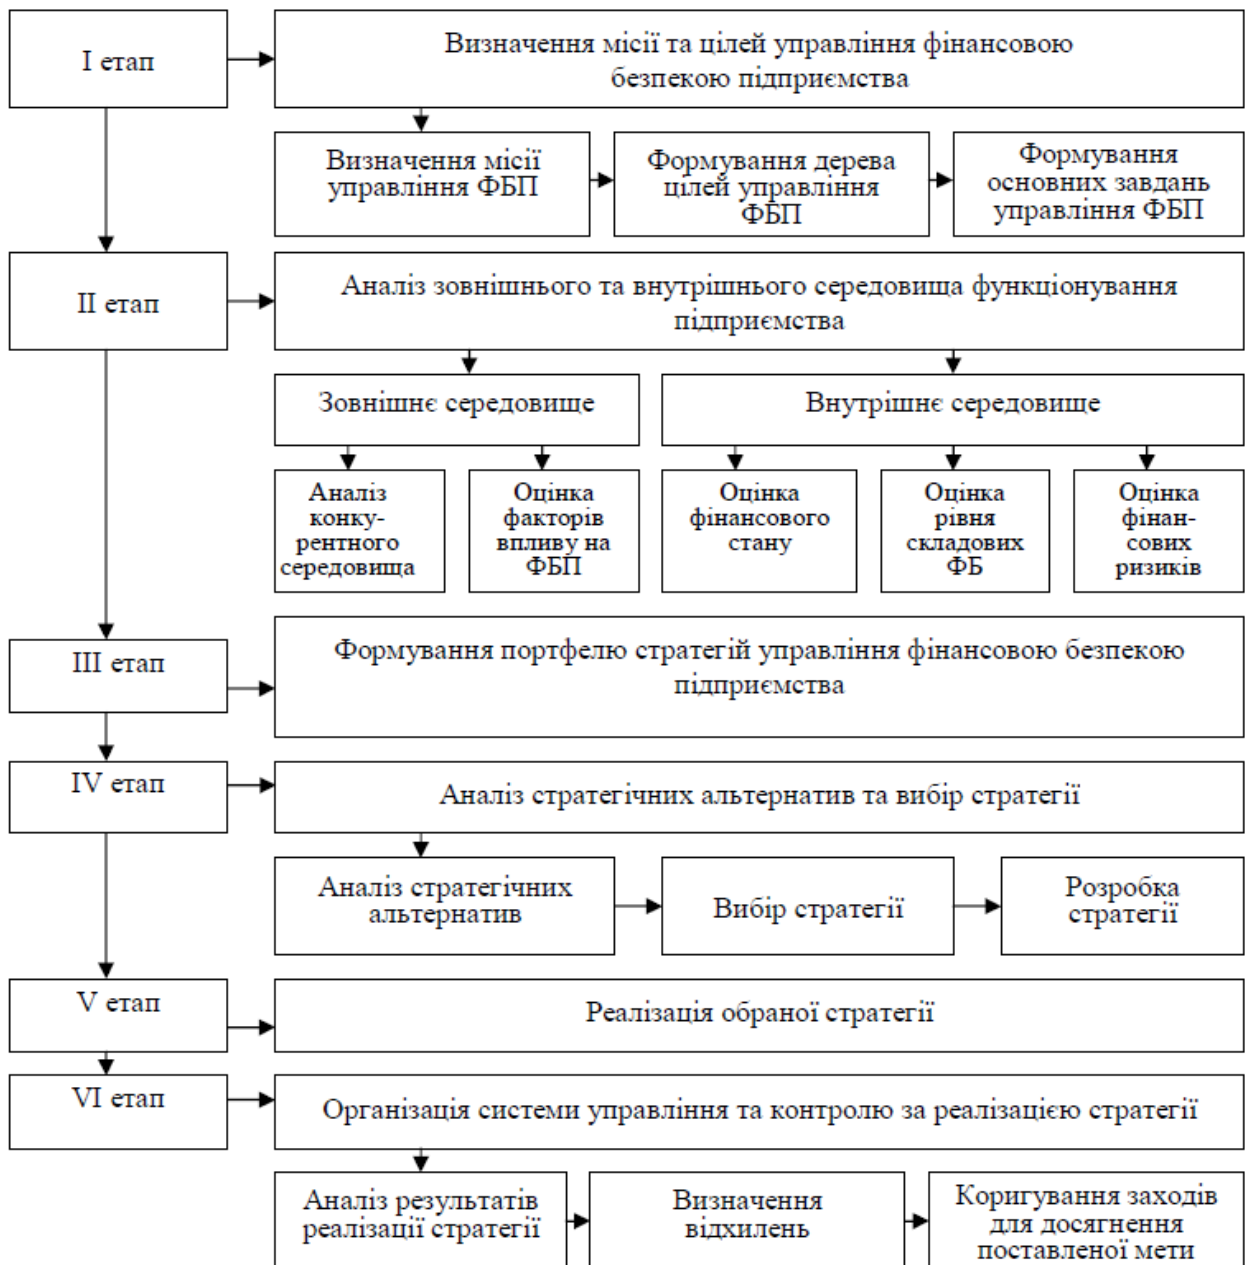 I етап
Визначення місії та цілей управління фінансовою
безпекою підприємства
Визначення місії
управління ФБП
Формування дерева
цілей управління
ФБП
Формування
основних завдань
управління ФБП
II етап
Аналіз зовнішнього та внутрішнього середовища функціонування
підприємства
Зовнішнє середовище
Внутрішнє середовище
Аналіз
конку-
рентного
середовища
Оцінка
факторів
впливу на
ФБП
Оцінка
фінансового
стану
Оцінка
рівня
складових
ФБ
Оцінка
фінан-
сових
ризиків
III етап
Формування портфелю стратегій управління фінансовою безпекою
підприємства
IV етап
Аналіз стратегічних альтернатив та вибір стратегії
Аналіз стратегічних
альтернатив
Вибір стратегії
Розробка
стратегії
V етап
Реалізація обраної стратегії
VI етап
Організація системи управління та контролю за реалізацією стратегії
Аналіз результатів
реалізації стратегії
Визначення
відхилень
Коригування заходів
для досягнення
поставленої мети